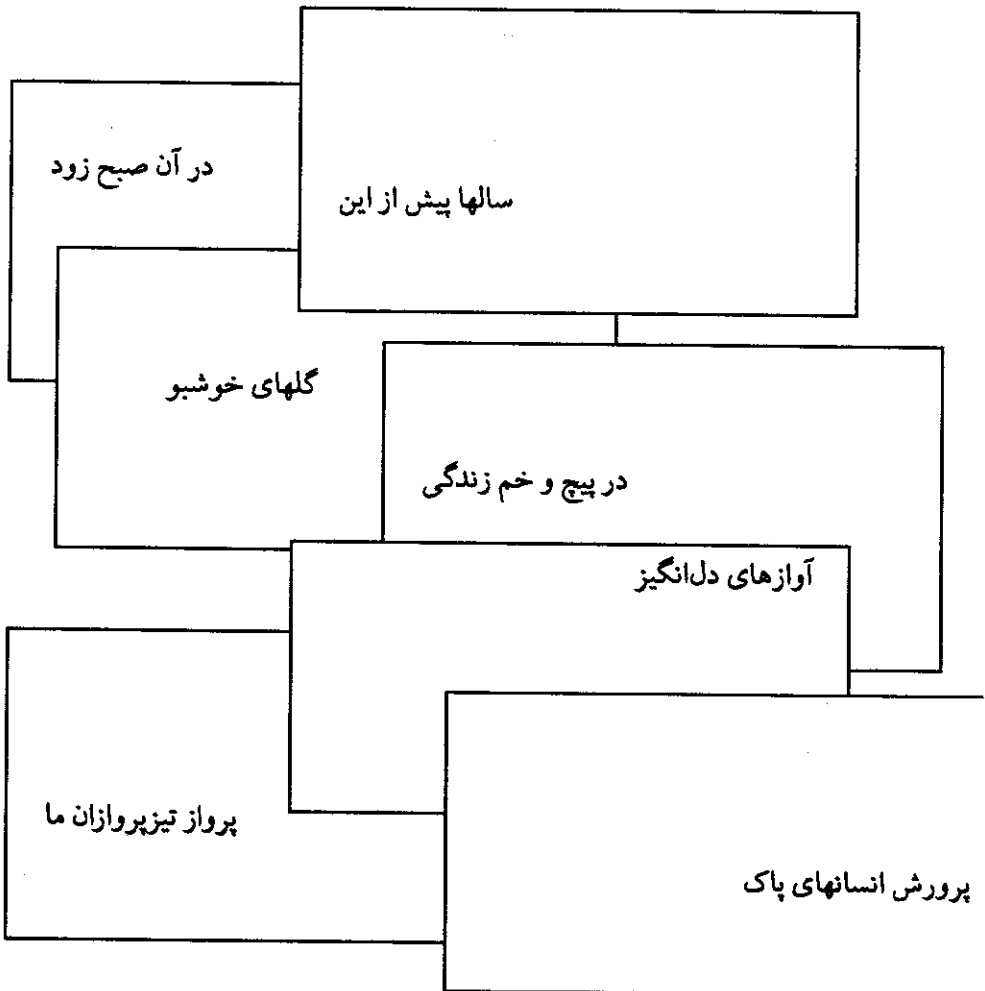 در آن صبح زود
سالها پیش از این
گلهای خوشبو
در پیچ و خم زندگی
آوازهای دل‌انگیز
پرواز تیزپروازان ما
پرورش انسانهای پاک